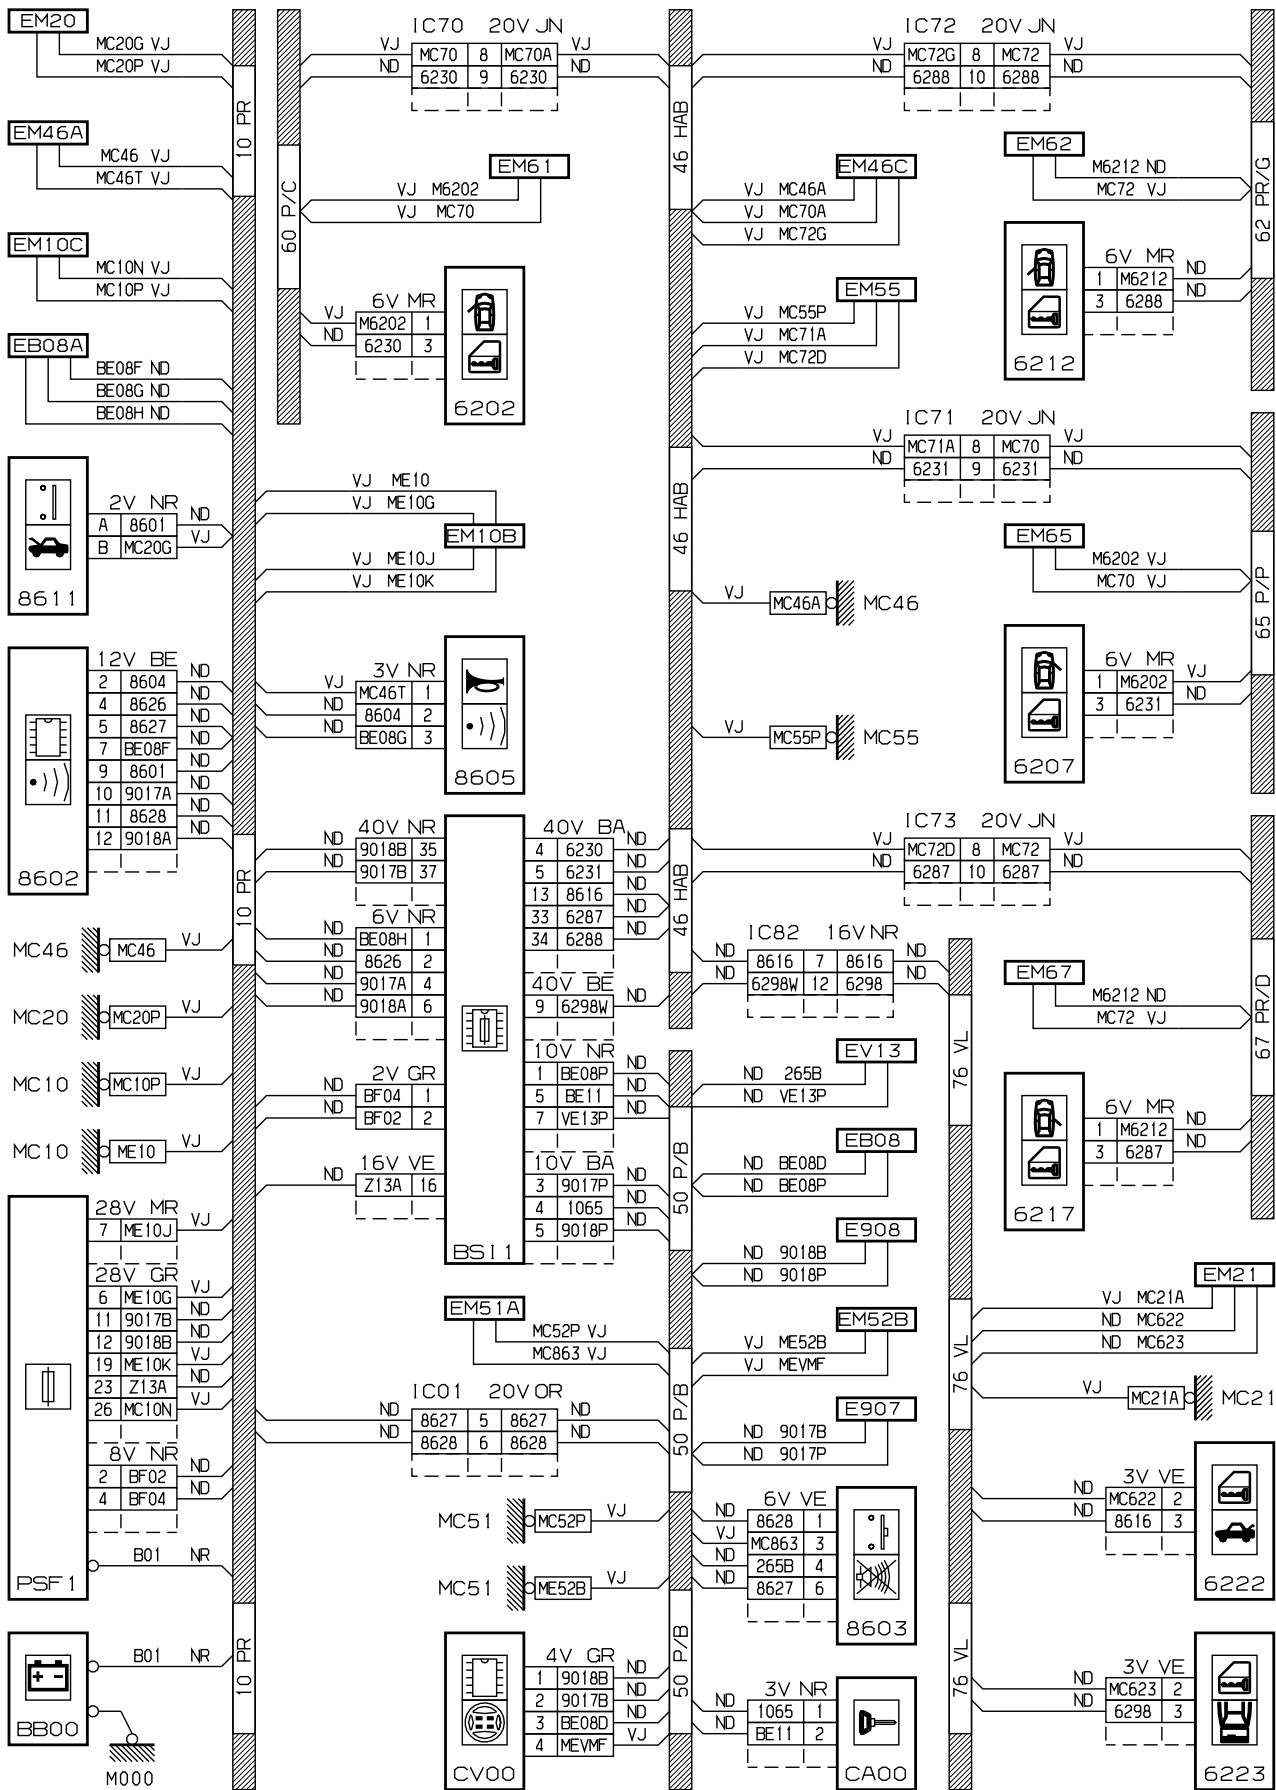 EM20
MC20G VJ
MC20P VJ
EM46A
MC46 VJ
MC46T VJ
EM10C
MC10N VJ
MC10P VJ
EB08A
BE08F ND
BE08G ND
BE08H ND
10 PR
8611
2V NR
A 8601 ND
B MC20G VJ
8602
12V BE
2 8604 ND
4 8626 ND
5 8627 ND
7 BE08F ND
9 8601 ND
10 9017A ND
11 8628 ND
12 9018A ND
10 PR
MC46 MC46 VJ
MC20 MC20P VJ
MC10 MC10P VJ
MC10 ME10 VJ
PSF1
28V MR
7 ME10J VJ
28V GR
6 ME10G VJ
11 9017B ND
12 9018B ND
19 ME10K VJ
23 Z13A ND
26 MC10N VJ
8V NR
2 BF02 ND
4 BF04 ND
B01 NR
BB00
B01 NR
M000
10 PR
60 P/C
IC70 20V JN
VJ MC70 8 MC70A VJ
ND 6230 9 6230 ND
EM61
VJ M6202
VJ MC70
6202
6V MR
VJ M6202 1
ND 6230 3
VJ ME10
VJ ME10G
EM10B
VJ ME10J
VJ ME10K
8605
3V NR
VJ MC46T 1
ND 8604 2
ND BE08G 3
BSI1
40V NR
ND 9018B 35
ND 9017B 37
6V NR
ND BE08H 1
ND 8626 2
ND 9017A 4
ND 9018A 6
2V GR
ND BF04 1
ND BF02 2
16V VE
ND Z13A 16
40V BA
4 6230 ND
5 6231 ND
13 8616 ND
33 6287 ND
34 6288 ND
40V BE
9 6298W ND
10V NR
1 BE08P ND
5 BE11 ND
7 VE13P ND
10V BA
3 9017P ND
4 1065 ND
5 9018P ND
EM51A
MC52P VJ
MC863 VJ
IC01 20V OR
ND 8627 5 8627 ND
ND 8628 6 8628 ND
MC51 MC52P VJ
MC51 ME52B VJ
CV00
4V GR
1 9018B ND
2 9017B ND
3 BE08D ND
4 MEVMF VJ
46 HAB
IC72 20V JN
VJ MC72G 8 MC72 VJ
ND 6288 10 6288 ND
EM46C
VJ MC46A
VJ MC70A
VJ MC72G
EM55
VJ MC55P
VJ MC71A
VJ MC72D
EM62
M6212 ND
MC72 VJ
62 PR/G
6212
6V MR
1 M6212 ND
3 6288 ND
46 HAB
IC71 20V JN
VJ MC71A 8 MC70 VJ
ND 6231 9 6231 ND
EM65
M6202 VJ
MC70 VJ
65 P/P
VJ MC46A MC46
VJ MC55P MC55
6207
6V MR
1 M6202 VJ
3 6231 ND
46 HAB
IC73 20V JN
VJ MC72D 8 MC72 VJ
ND 6287 10 6287 ND
IC82 16V NR
ND 8616 7 8616 ND
ND 6298W 12 6298 ND
EM67
M6212 ND
MC72 VJ
67 PR/D
6217
6V MR
1 M6212 ND
3 6287 ND
EV13
ND 265B
ND VE13P
EB08
ND BE08D
ND BE08P
50 P/B
E908
ND 9018B
ND 9018P
EM52B
VJ ME52B
VJ MEVMF
50 P/B
E907
ND 9017B
ND 9017P
8603
6V VE
ND 8628 1
VJ MC863 3
ND 265B 4
ND 8627 6
50 P/B
CA00
3V NR
ND 1065 1
ND BE11 2
76 VL
EM21
VJ MC21A
ND MC622
ND MC623
76 VL
VJ MC21A MC21
6222
3V VE
ND MC622 2
ND 8616 3
76 VL
6223
3V VE
ND MC623 2
ND 6298 3